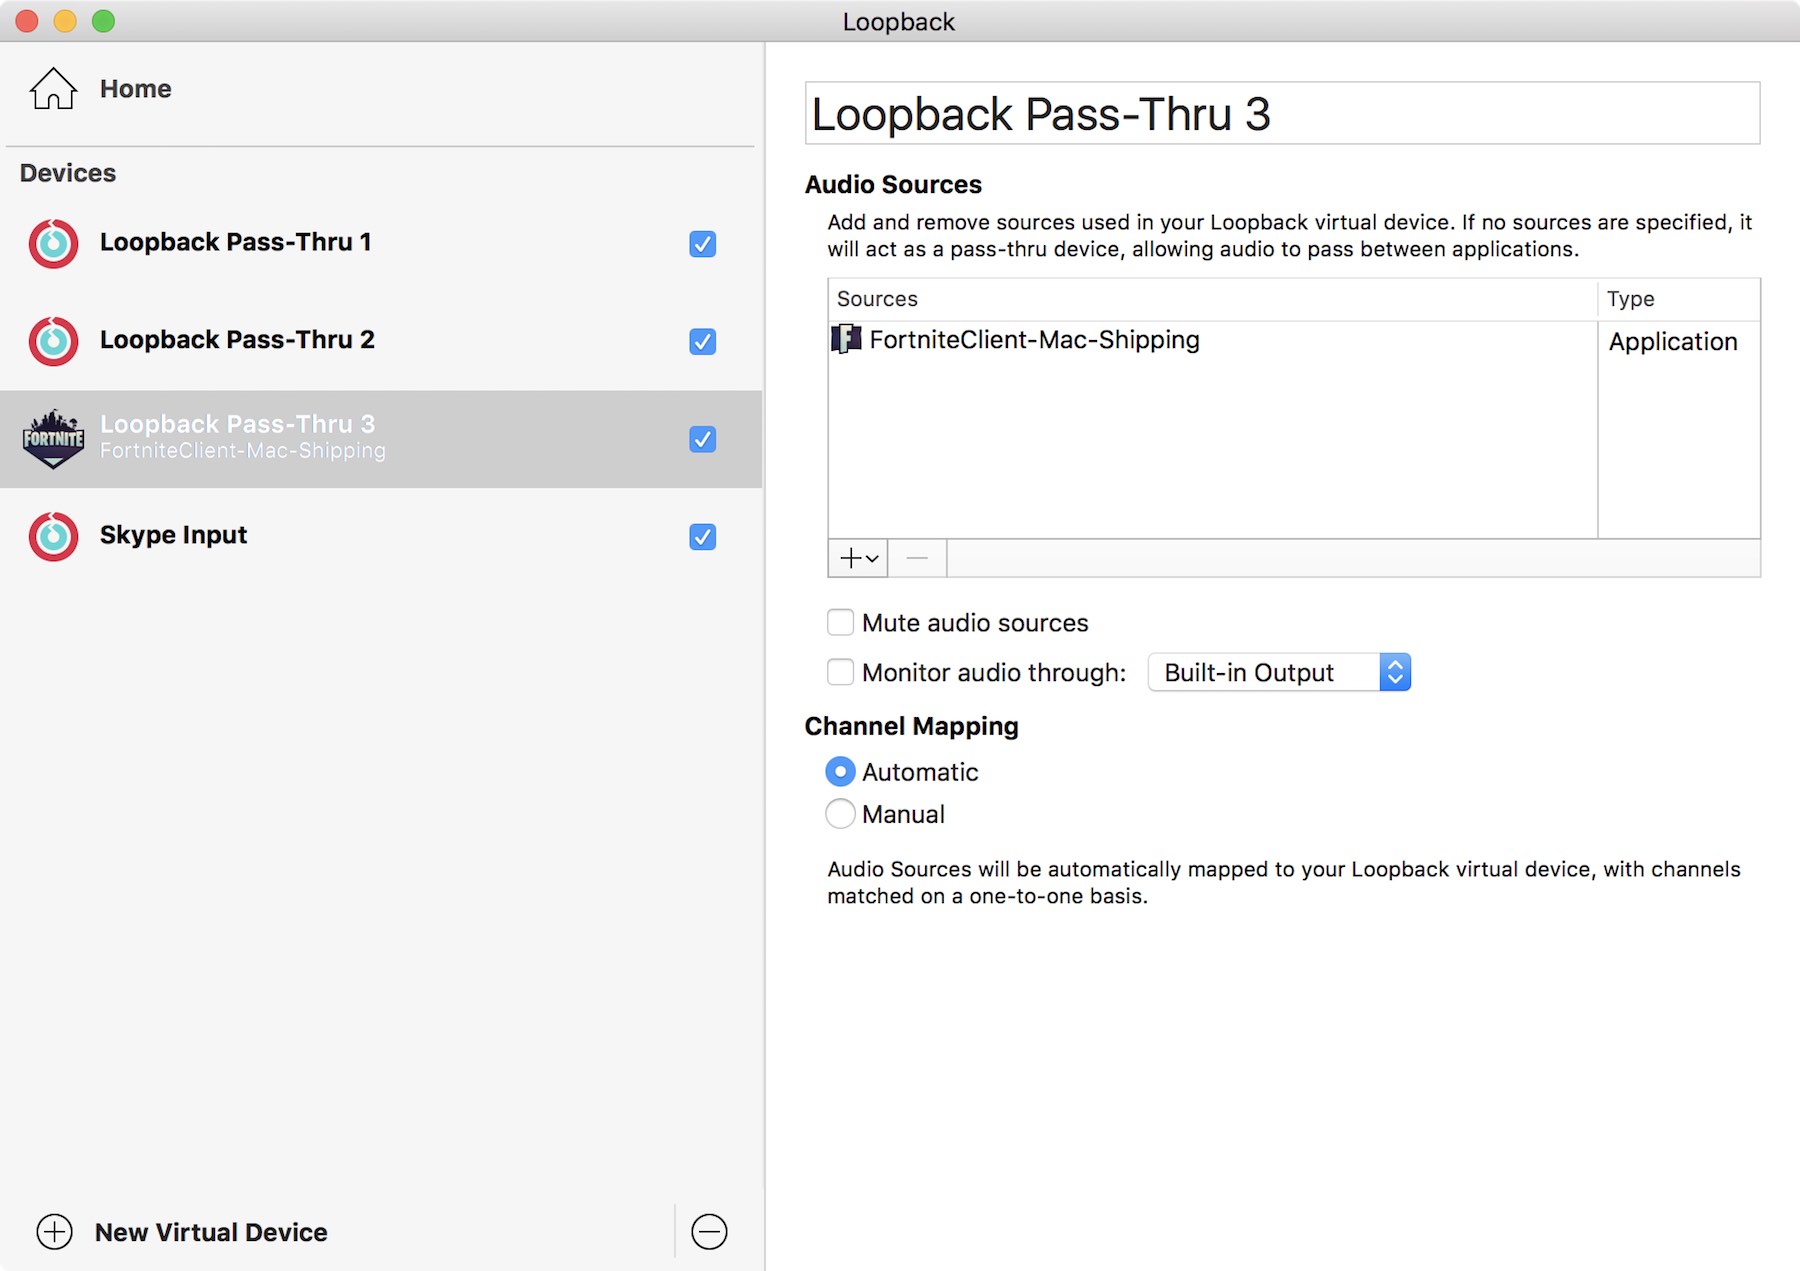 Loopback
Home
Devices
Loopback Pass-Thru 1
Loopback Pass-Thru 2
FORTNITE
Loopback Pass-Thru 3
FortniteClient-Mac-Shipping
Skype Input
New Virtual Device
Loopback Pass-Thru 3
Audio Sources
Add and remove sources used in your Loopback virtual device. If no sources are specified, it
will act as a pass-thru device, allowing audio to pass between applications.
Sources Type
F FortniteClient-Mac-Shipping Application
Mute audio sources
Monitor audio through: Built-in Output
Channel Mapping
Automatic
Manual
Audio Sources will be automatically mapped to your Loopback virtual device, with channels
matched on a one-to-one basis.